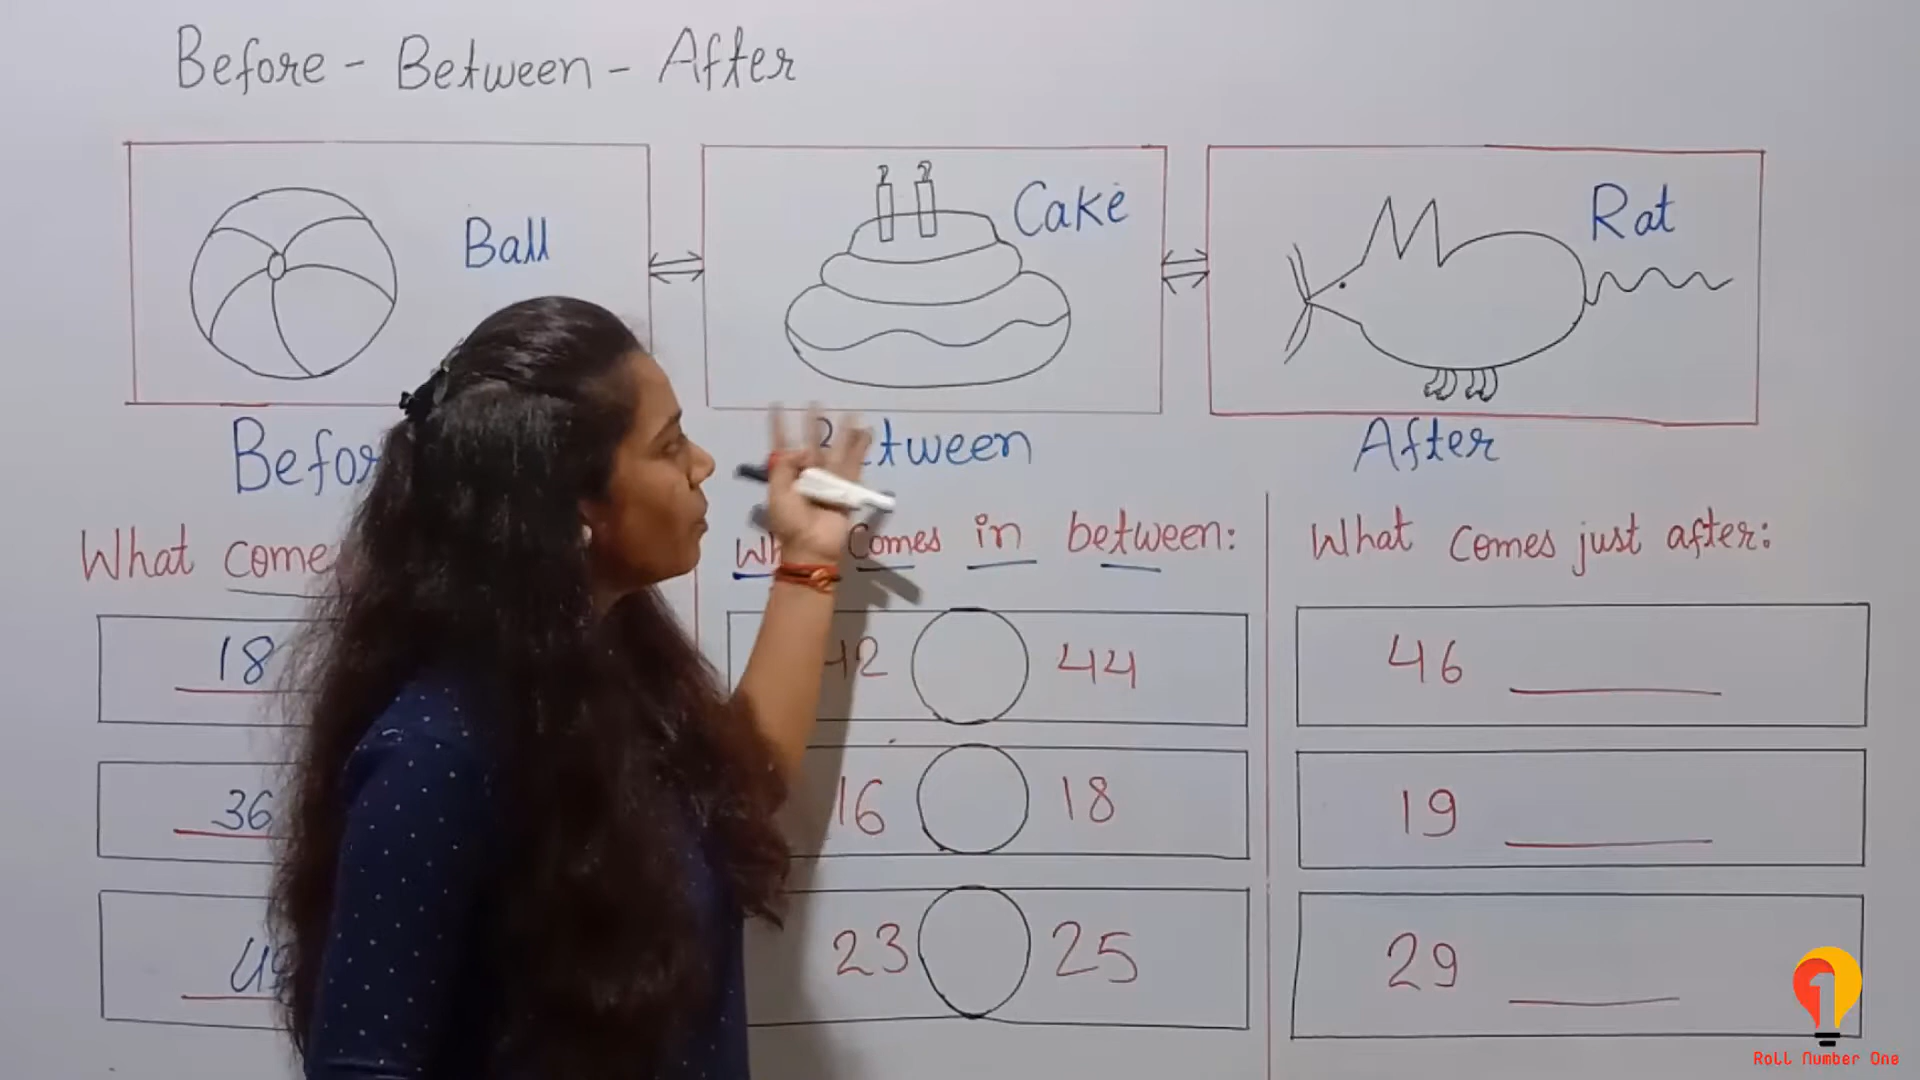 Before - Between - After
Ball
Cake
Rat
After
What come
comes in between:
What comes just after:
18
44
46
36
16
18
19
23
25
29
Roll Number One